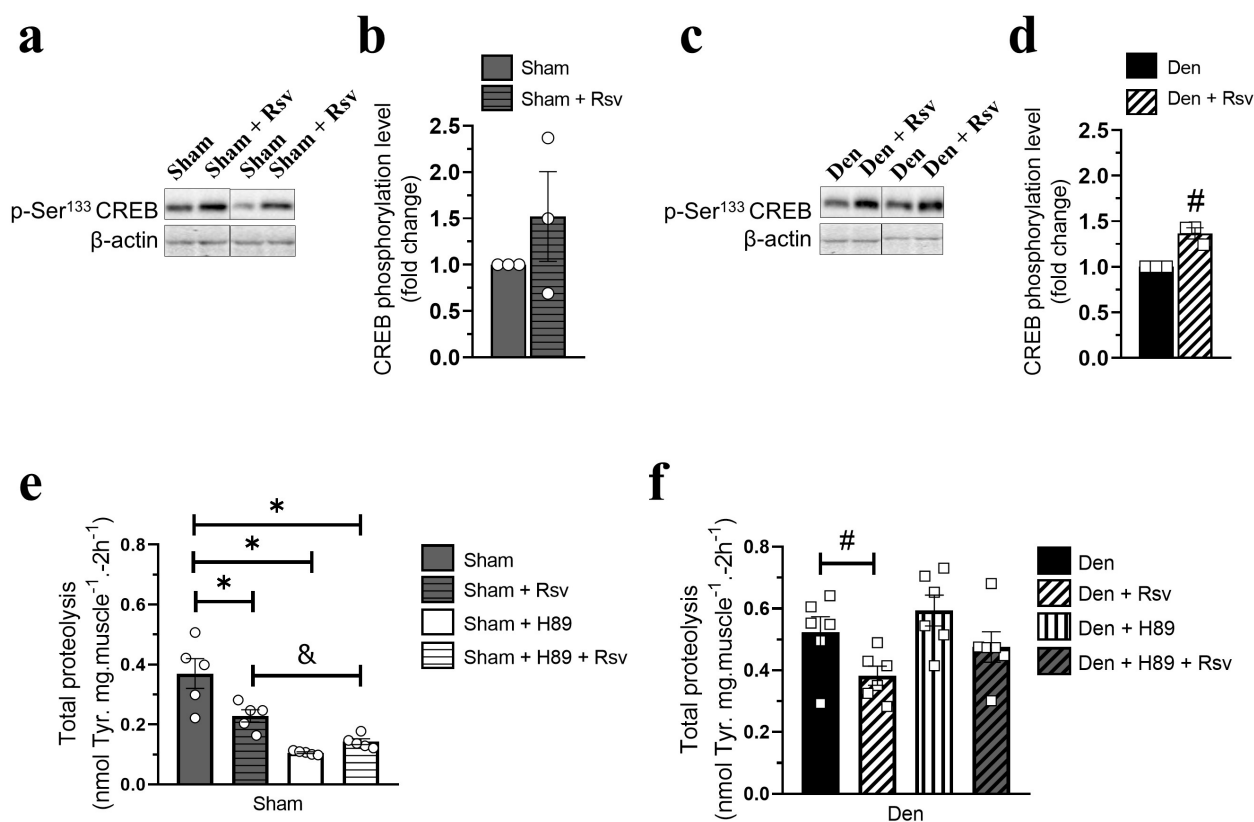 a
Sham
Sham + Rsv
Sham
Sham + Rsv
p-Ser¹³³ CREB
β-actin
b
Sham
Sham + Rsv
CREB phosphorylation level
(fold change)
2.5
2.0
1.5
1.0
0.5
0.0
c
Den
Den + Rsv
Den
Den + Rsv
p-Ser¹³³ CREB
β-actin
d
Den
Den + Rsv
CREB phosphorylation level
(fold change)
2.5
2.0
1.5
1.0
0.5
0.0
#
e
Total proteolysis
(nmol Tyr. mg.muscle⁻¹.-2h⁻¹)
0.8
0.6
0.4
0.2
0.0
*
*
*
&
Sham
Sham
Sham + Rsv
Sham + H89
Sham + H89 + Rsv
f
Total proteolysis
(nmol Tyr. mg.muscle⁻¹.-2h⁻¹)
0.8
0.6
0.4
0.2
0.0
#
Den
Den
Den + Rsv
Den + H89
Den + H89 + Rsv